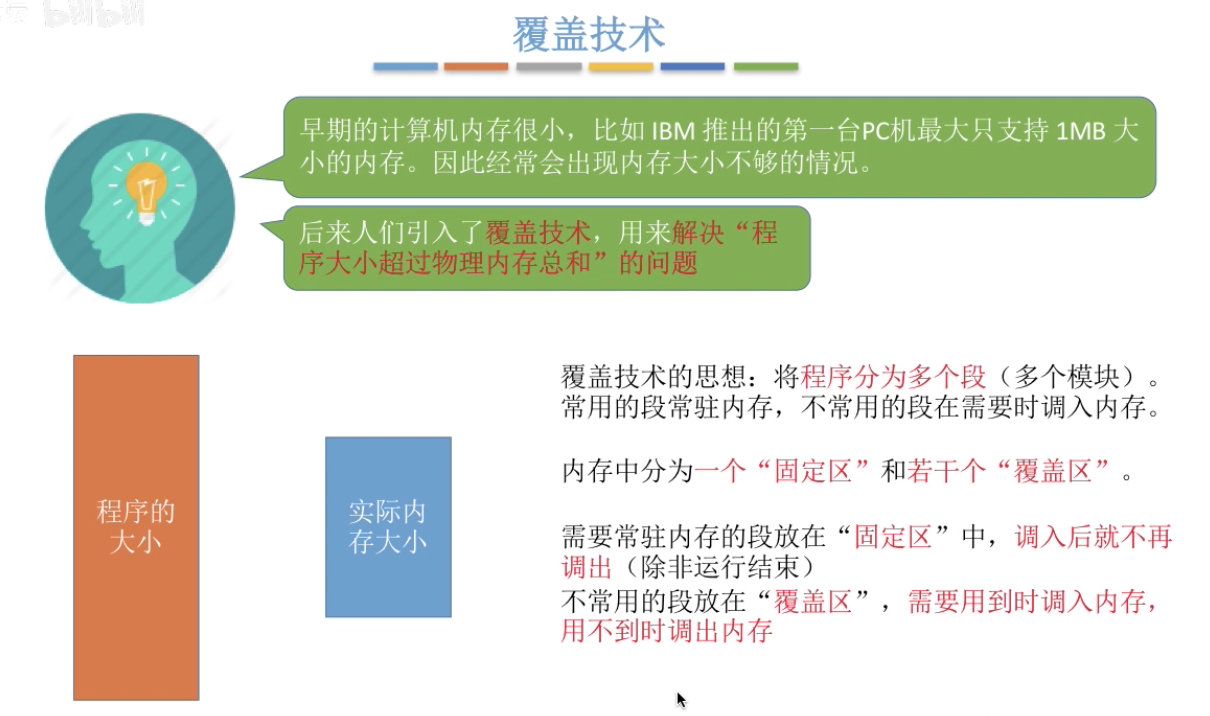 bilibili
覆盖技术
早期的计算机内存很小，比如 IBM 推出的第一台PC机最大只支持 1MB 大
小的内存。因此经常会出现内存大小不够的情况。
后来人们引入了覆盖技术，用来解决“程
序大小超过物理内存总和”的问题
程序的
大小
实际内
存大小
覆盖技术的思想：将程序分为多个段（多个模块）。
常用的段常驻内存，不常用的段在需要时调入内存。
内存中分为一个“固定区”和若干个“覆盖区”。
需要常驻内存的段放在“固定区”中，调入后就不再
调出（除非运行结束）
不常用的段放在“覆盖区”，需要用到时调入内存，
用不到时调出内存